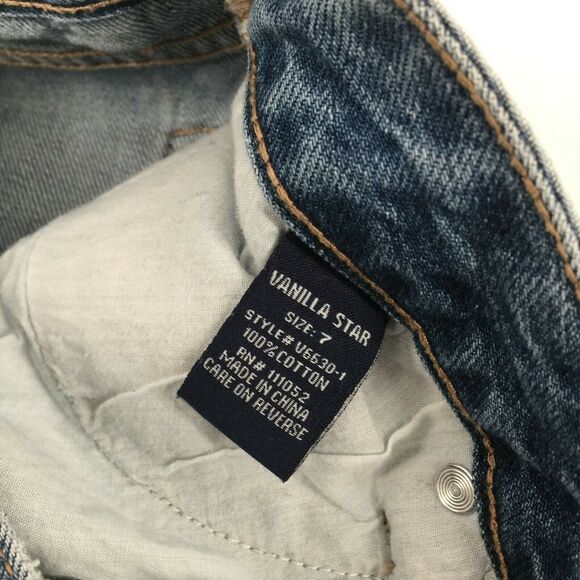 VANILLA STAR
SIZE: 7
STYLE# V6630-1
100% COTTON
RN# 111052
MADE IN CHINA
CARE ON REVERSE